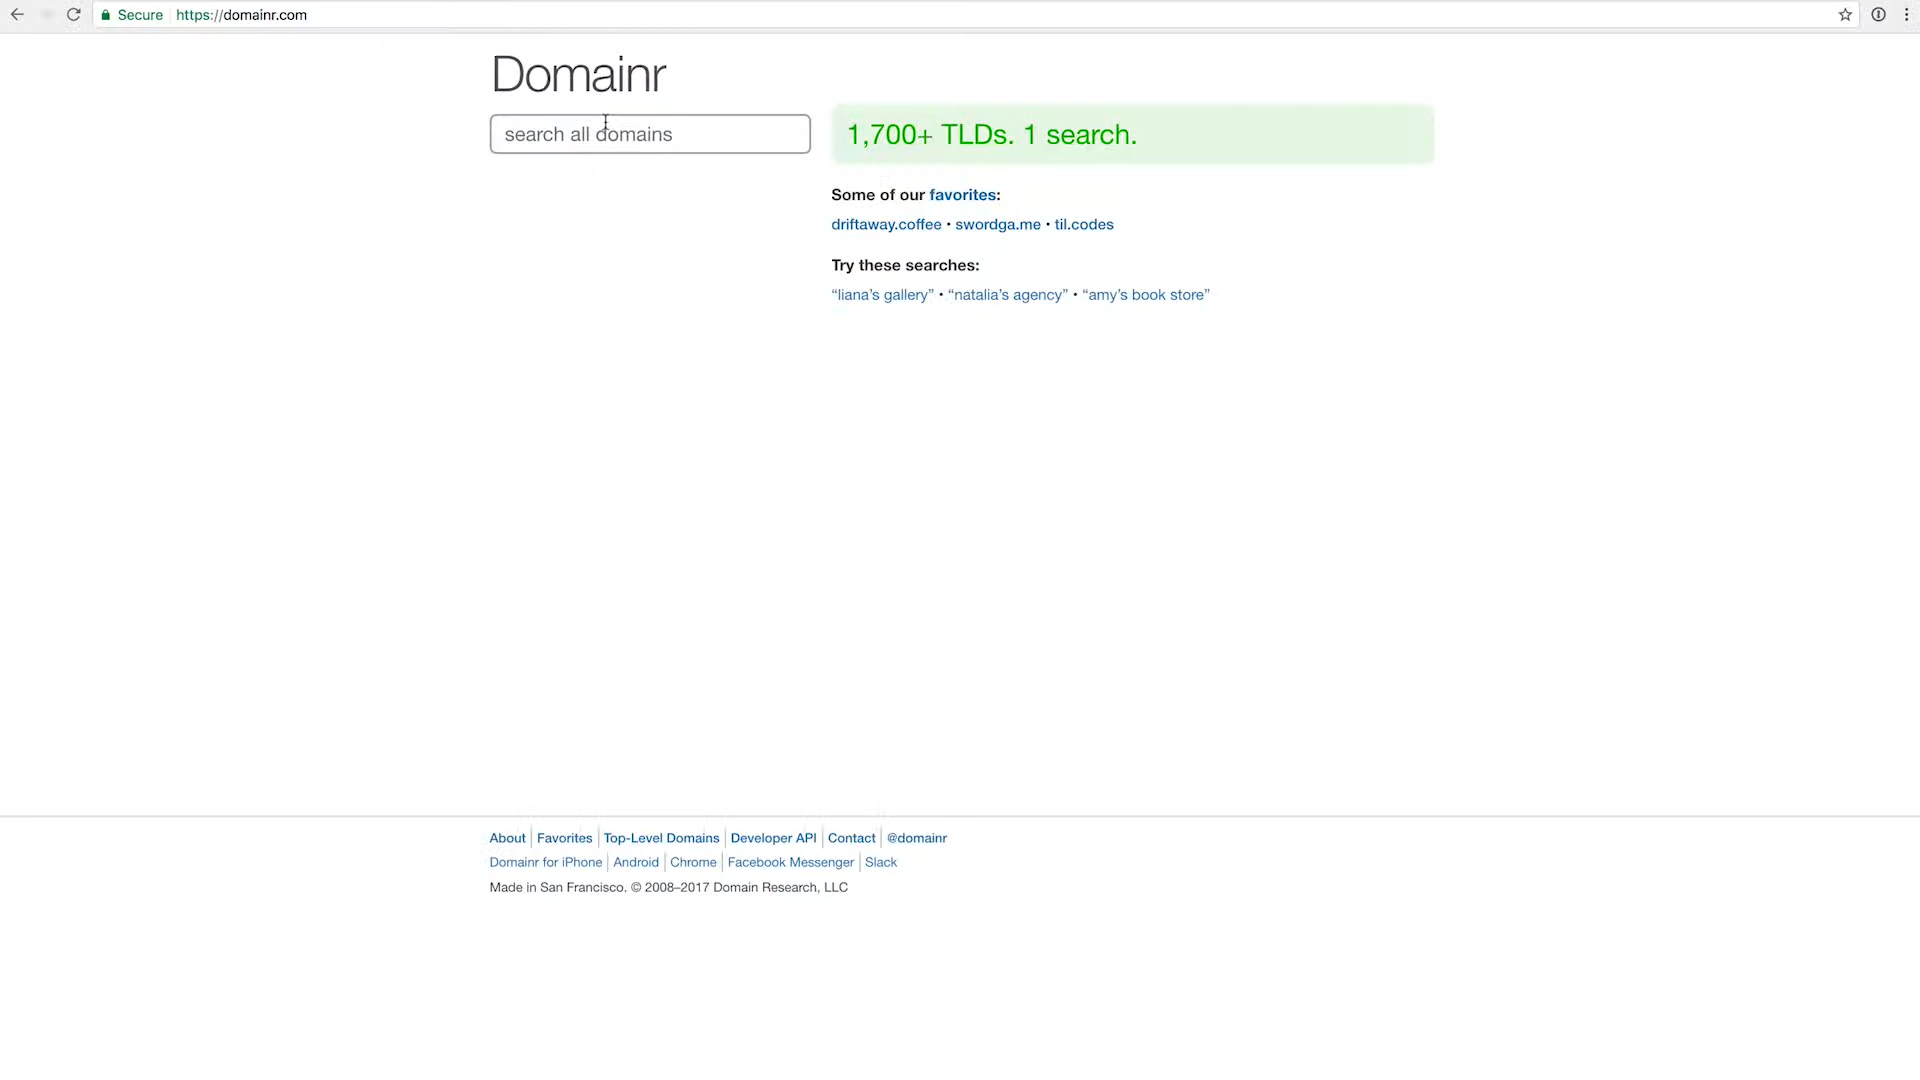 Secure https://domainr.com
Domainr
search all domains
1,700+ TLDs. 1 search.
Some of our favorites:
driftaway.coffee • swordga.me • til.codes
Try these searches:
“liana’s gallery” • “natalia’s agency” • “amy’s book store”
About Favorites Top-Level Domains Developer API Contact @domainr
Domainr for iPhone Android Chrome Facebook Messenger Slack
Made in San Francisco. © 2008–2017 Domain Research, LLC